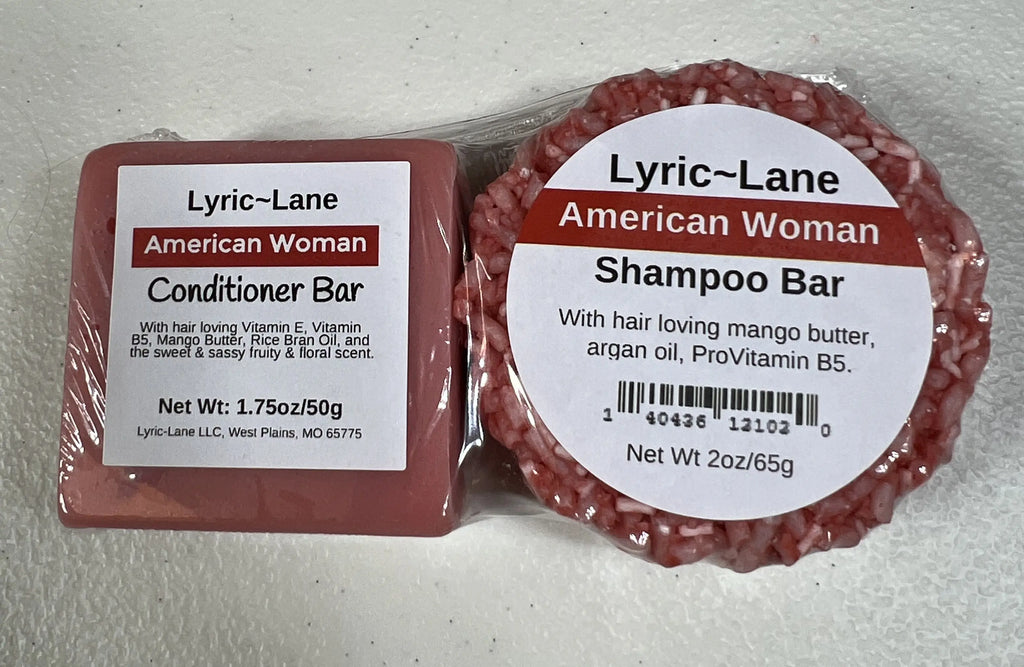 Lyric~Lane
American Woman
Conditioner Bar
With hair loving Vitamin E, Vitamin
B5, Mango Butter, Rice Bran Oil, and
the sweet & sassy fruity & floral scent.
Net Wt: 1.75oz/50g
Lyric-Lane LLC, West Plains, MO 65775
Lyric~Lane
American Woman
Shampoo Bar
With hair loving mango butter,
argan oil, ProVitamin B5.
1 40436 12102 0
Net Wt 2oz/65g